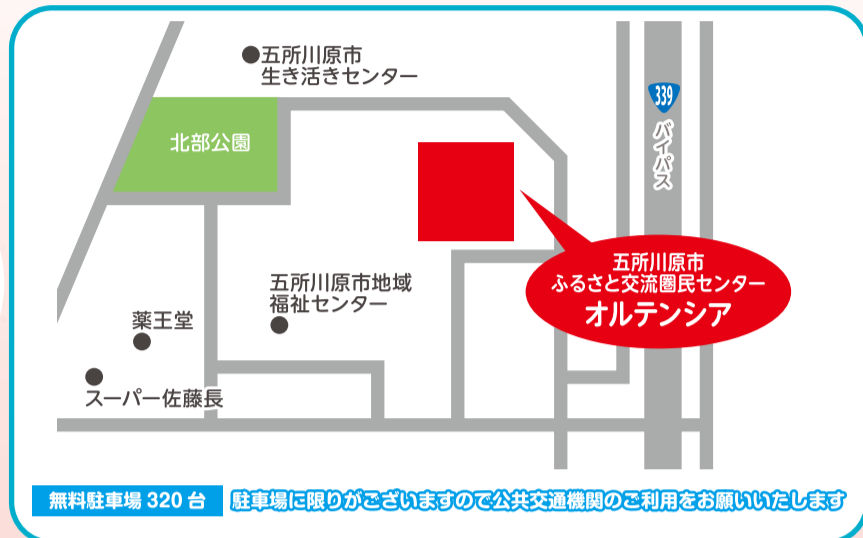 五所川原市
生き活きセンター
339
バイパス
北部公園
五所川原市
ふるさと交流圏民センター
オルテンシア
五所川原市地域
福祉センター
薬王堂
スーパー佐藤長
無料駐車場 320 台
駐車場に限りがございますので公共交通機関のご利用をお願いいたします